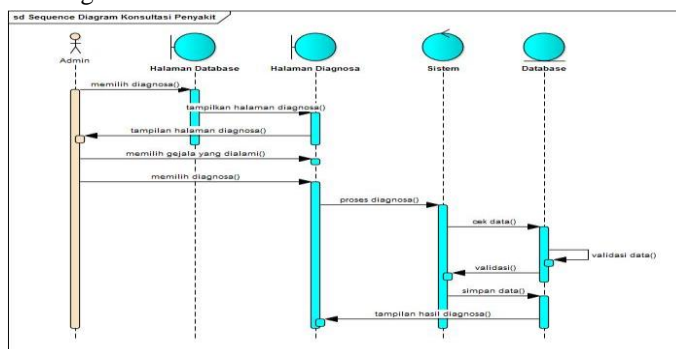 sd Sequence Diagram Konsultasi Penyakit
Admin
Halaman Database
Halaman Diagnosa
Sistem
Database
memilih diagnosa()
tampilkan halaman diagnosa()
tampilan halaman diagnosa()
memilih gejala yang dialami()
memilih diagnosa()
proses diagnosa()
cek data()
validasi data()
validasi()
simpan data()
tampilan hasil diagnosa()